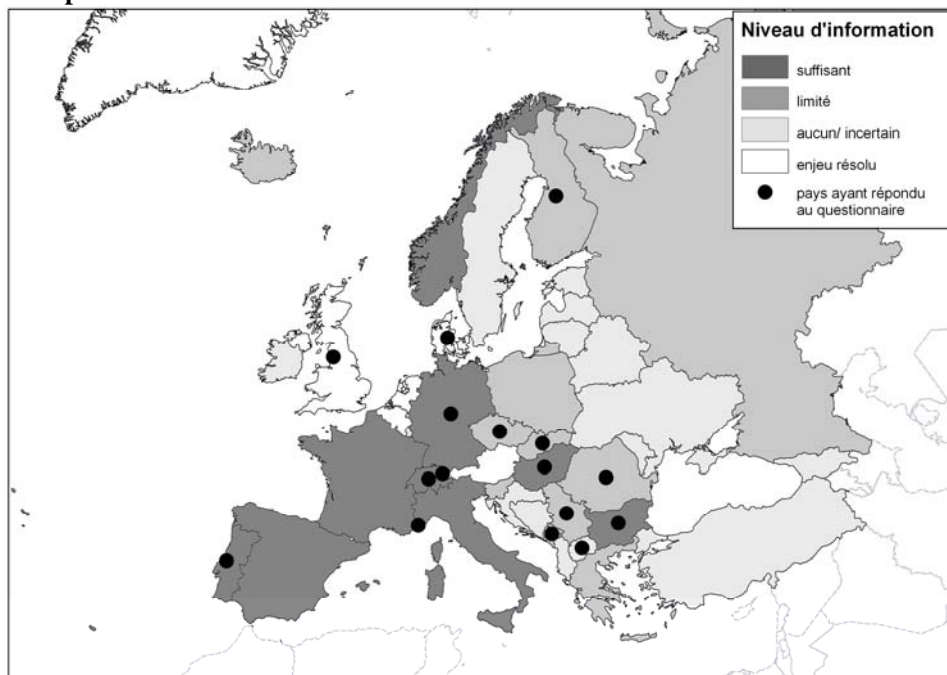 Niveau d'information
suffisant
limité
aucun/ incertain
enjeu résolu
pays ayant répondu
au questionnaire